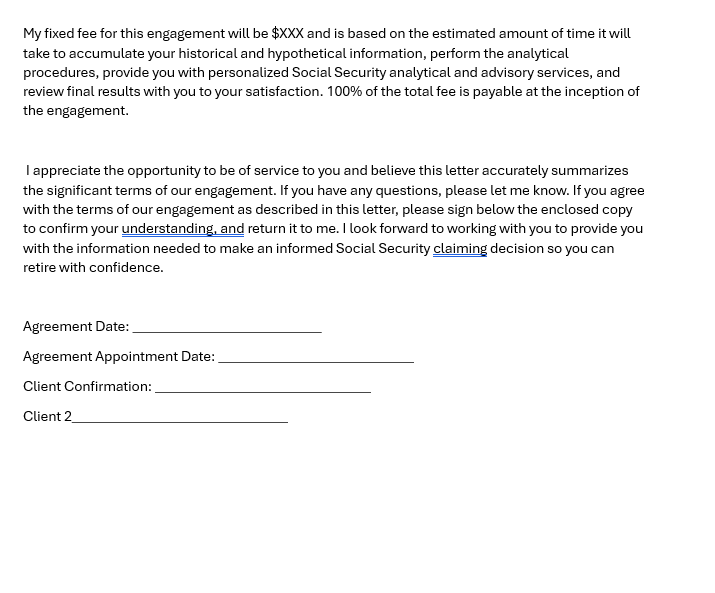 My fixed fee for this engagement will be $XXX and is based on the estimated amount of time it will
take to accumulate your historical and hypothetical information, perform the analytical
procedures, provide you with personalized Social Security analytical and advisory services, and
review final results with you to your satisfaction. 100% of the total fee is payable at the inception of
the engagement.
I appreciate the opportunity to be of service to you and believe this letter accurately summarizes
the significant terms of our engagement. If you have any questions, please let me know. If you agree
with the terms of our engagement as described in this letter, please sign below the enclosed copy
to confirm your understanding, and return it to me. I look forward to working with you to provide you
with the information needed to make an informed Social Security claiming decision so you can
retire with confidence.
Agreement Date: ___________________________
Agreement Appointment Date: ____________________________
Client Confirmation: _______________________________
Client 2_______________________________